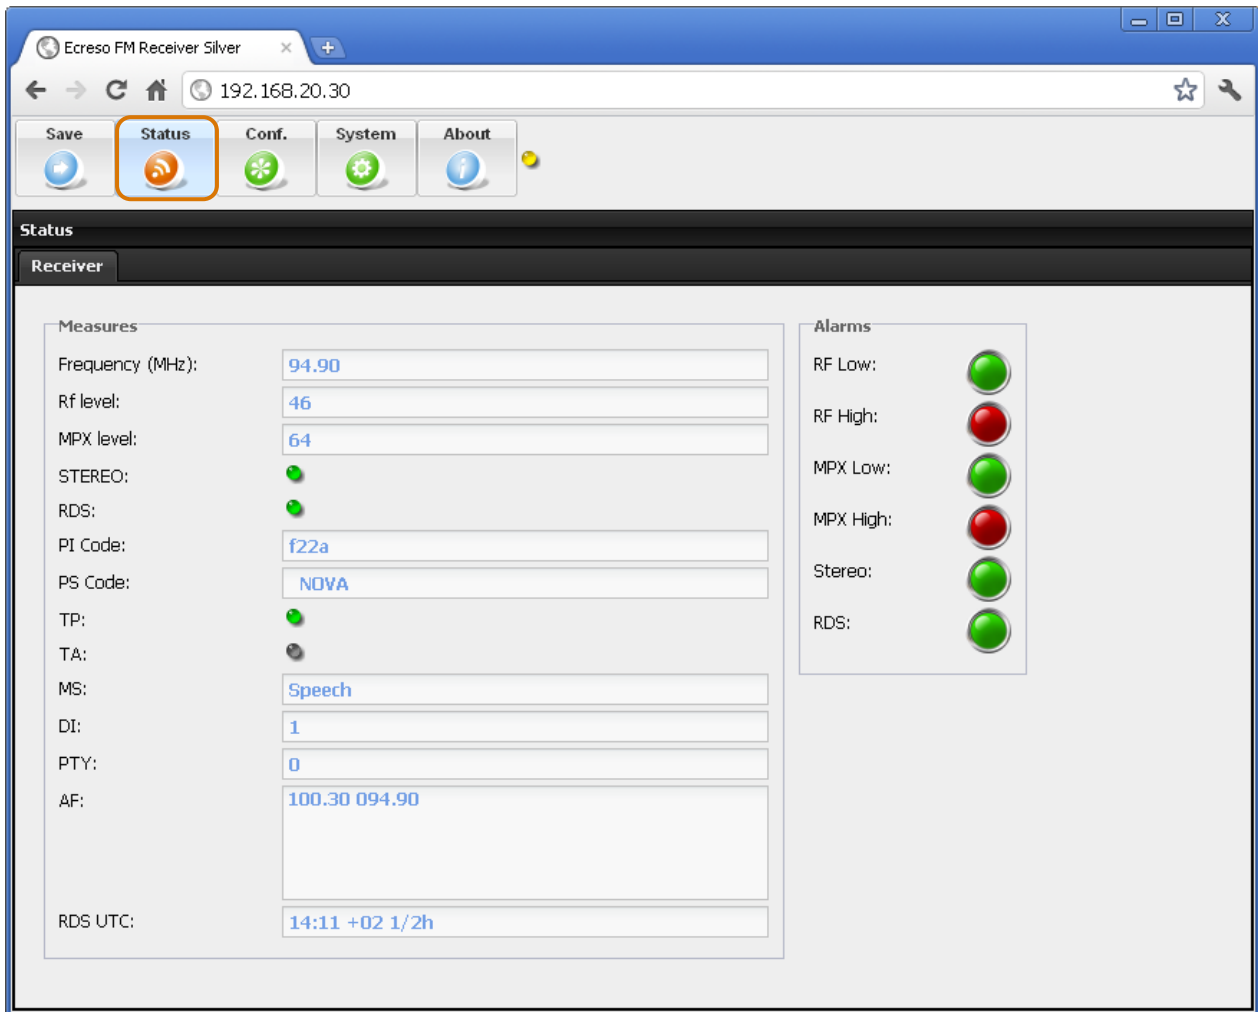 Ecreso FM Receiver Silver
192.168.20.30
Save Status Conf. System About
Status
Receiver
Measures
Frequency (MHz): 94.90
Rf level: 46
MPX level: 64
STEREO:
RDS:
PI Code: f22a
PS Code: NOVA
TP:
TA:
MS: Speech
DI: 1
PTY: 0
AF: 100.30 094.90
RDS UTC: 14:11 +02 1/2h
Alarms
RF Low:
RF High:
MPX Low:
MPX High:
Stereo:
RDS: